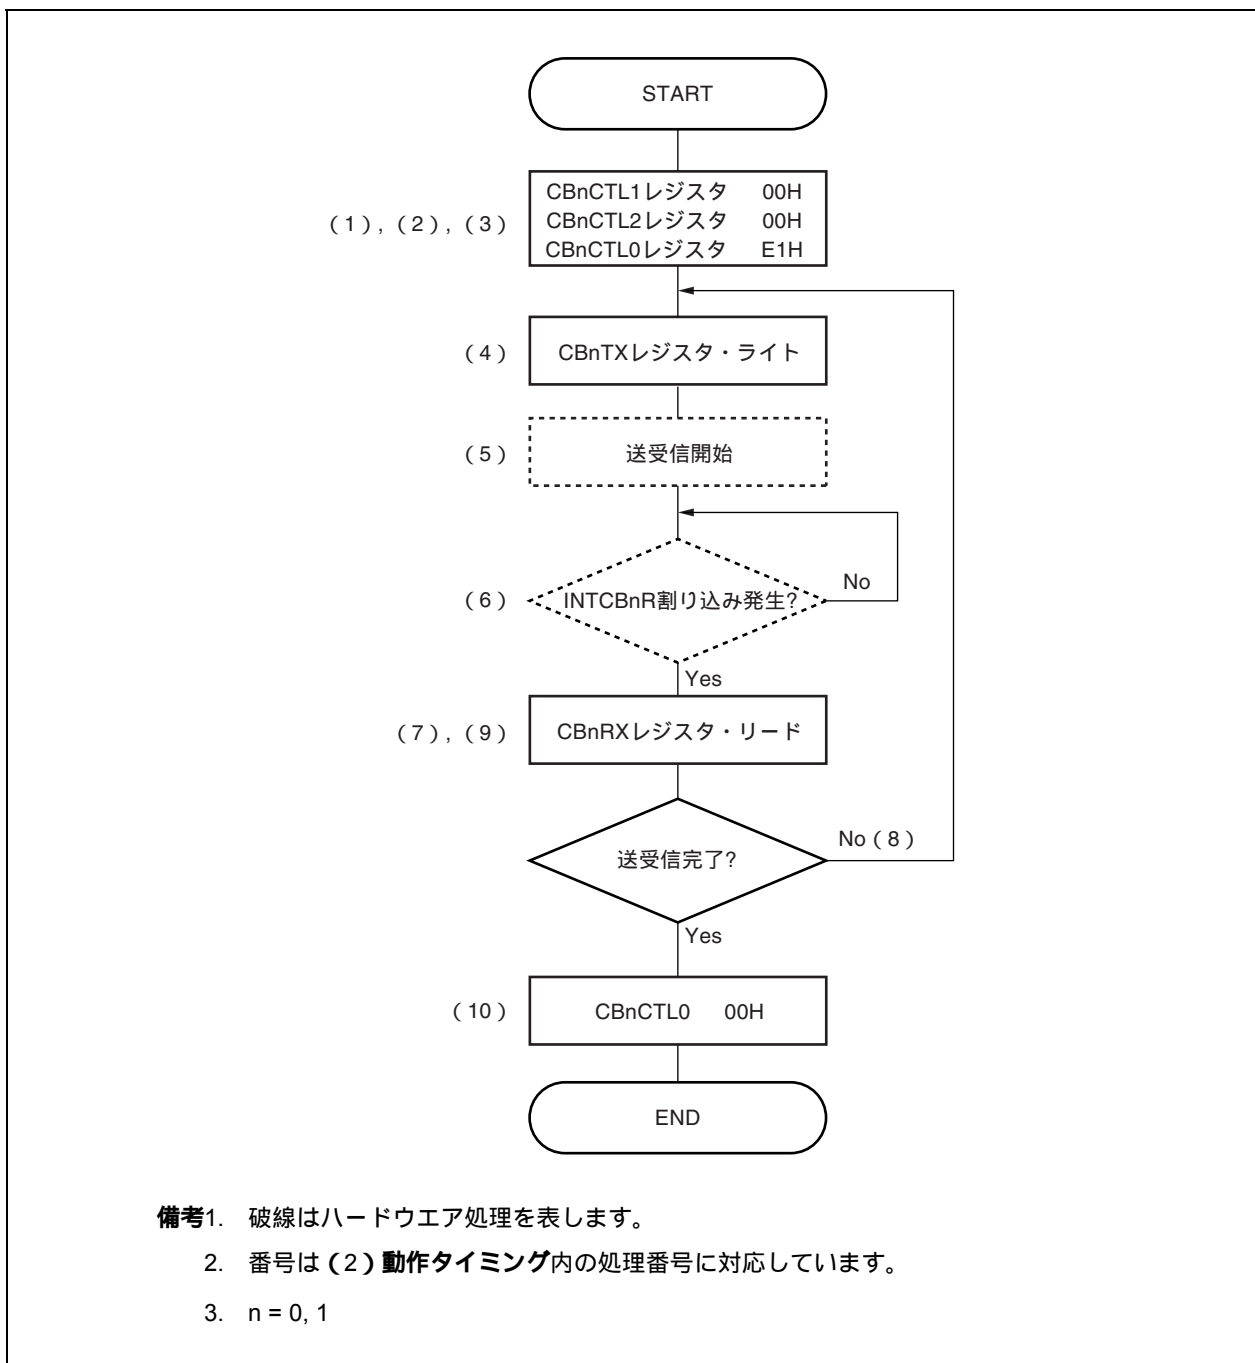 START
CBnCTL1レジスタ 00H
(1), (2), (3) CBnCTL2レジスタ 00H
CBnCTL0レジスタ E1H
(4) CBnTXレジスタ・ライト
(5) 送受信開始
No
(6) INTCBnR割り込み発生?
Yes
(7), (9) CBnRXレジスタ・リード
No(8)
送受信完了?
Yes
(10) CBnCTL0 00H
END
備考1. 破線はハードウエア処理を表します。
2. 番号は(2)動作タイミング内の処理番号に対応しています。
3. n = 0, 1